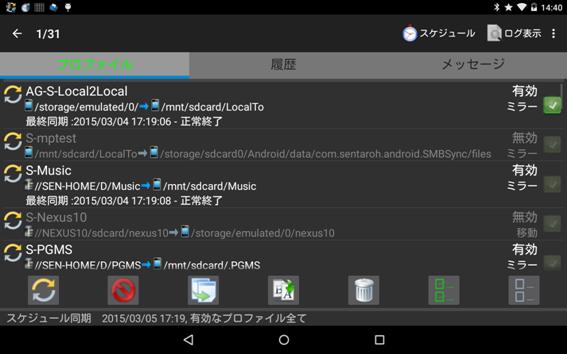 14:40
1/31
スケジュール
ログ表示
プロファイル
履歴
メッセージ
AG-S-Local2Local
有効
/storage/emulated/0/
/mnt/sdcard/LocalTo
ミラー
最終同期 :2015/03/04 17:19:06 - 正常終了
S-mptest
無効
/mnt/sdcard/LocalTo
/storage/sdcard0/Android/data/com.sentaroh.android.SMBSync/files
ミラー
S-Music
有効
//SEN-HOME/D/Music
/mnt/sdcard/Music
ミラー
最終同期 :2015/03/04 17:19:08 - 正常終了
S-Nexus10
無効
//NEXUS10/sdcard/nexus10
/storage/emulated/0/nexus10
移動
S-PGMS
有効
//SEN-HOME/D/PGMS
/mnt/sdcard/.PGMS
ミラー
B
A
スケジュール同期 2015/03/05 17:19, 有効なプロファイル全て